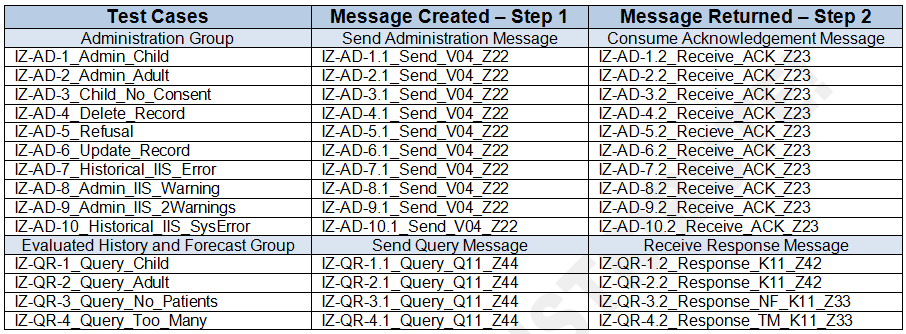 Test Cases Message Created – Step 1 Message Returned – Step 2
Administration Group Send Administration Message Consume Acknowledgement Message
IZ-AD-1_Admin_Child IZ-AD-1.1_Send_V04_Z22 IZ-AD-1.2_Receive_ACK_Z23
IZ-AD-2_Admin_Adult IZ-AD-2.1_Send_V04_Z22 IZ-AD-2.2_Receive_ACK_Z23
IZ-AD-3_Child_No_Consent IZ-AD-3.1_Send_V04_Z22 IZ-AD-3.2_Receive_ACK_Z23
IZ-AD-4_Delete_Record IZ-AD-4.1_Send_V04_Z22 IZ-AD-4.2_Receive_ACK_Z23
IZ-AD-5_Refusal IZ-AD-5.1_Send_V04_Z22 IZ-AD-5.2_Recieve_ACK_Z23
IZ-AD-6_Update_Record IZ-AD-6.1_Send_V04_Z22 IZ-AD-6.2_Receive_ACK_Z23
IZ-AD-7_Historical_IIS_Error IZ-AD-7.1_Send_V04_Z22 IZ-AD-7.2_Receive_ACK_Z23
IZ-AD-8_Admin_IIS_Warning IZ-AD-8.1_Send_V04_Z22 IZ-AD-8.2_Receive_ACK_Z23
IZ-AD-9_Admin_IIS_2Warnings IZ-AD-9.1_Send_V04_Z22 IZ-AD-9.2_Receive_ACK_Z23
IZ-AD-10_Historical_IIS_SysError IZ-AD-10.1_Send_V04_Z22 IZ-AD-10.2_Receive_ACK_Z23
Evaluated History and Forecast Group Send Query Message Receive Response Message
IZ-QR-1_Query_Child IZ-QR-1.1_Query_Q11_Z44 IZ-QR-1.2_Response_K11_Z42
IZ-QR-2_Query_Adult IZ-QR-2.1_Query_Q11_Z44 IZ-QR-2.2_Response_K11_Z42
IZ-QR-3_Query_No_Patients IZ-QR-3.1_Query_Q11_Z44 IZ-QR-3.2_Response_NF_K11_Z33
IZ-QR-4_Query_Too_Many IZ-QR-4.1_Query_Q11_Z44 IZ-QR-4.2_Response_TM_K11_Z33